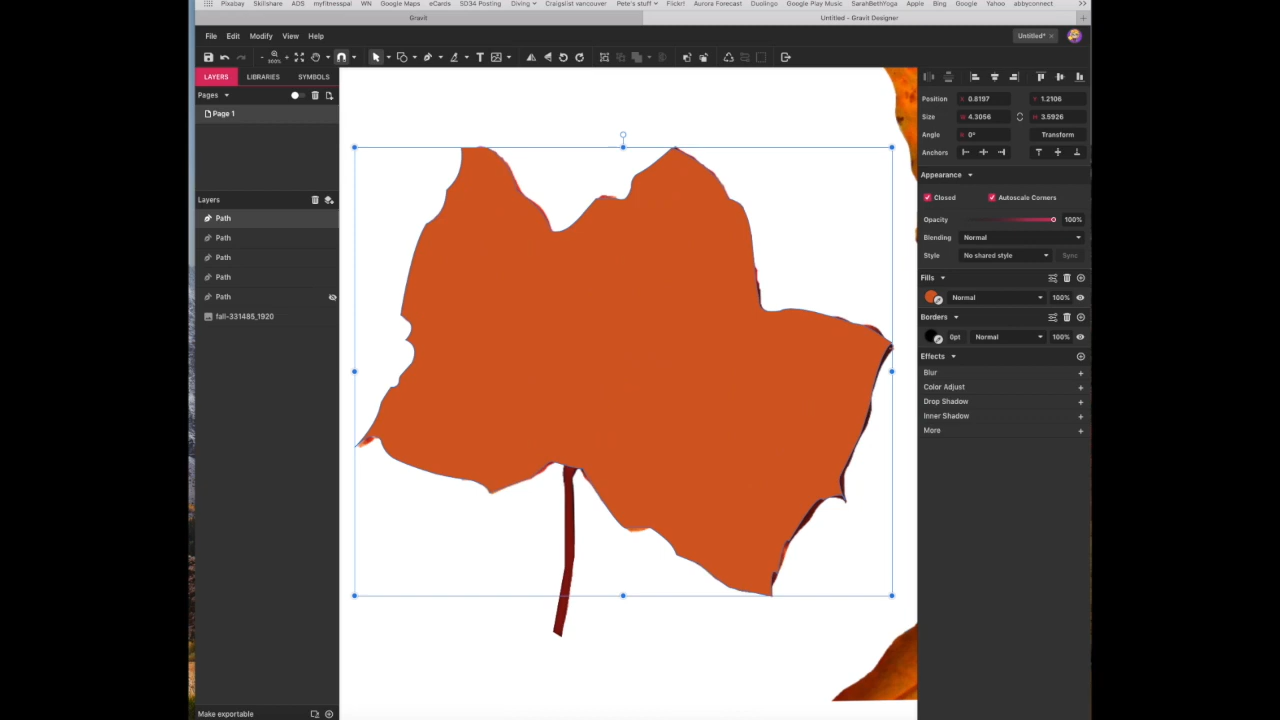 Pixabay Skillshare ADS myfitnesspal WN Google Maps eCards SD34 Posting Diving Craigslist vancouver Pete's stuff Flickr! Aurora Forecast Duolingo Google Play Music SarahBethYoga Apple Bing Google Yahoo abbyconnect >>
Gravit Untitled - Gravit Designer +
File Edit Modify View Help Untitled* ×
- 300% + T
LAYERS LIBRARIES SYMBOLS
Pages
Page 1
Layers
Path
Path
Path
Path
Path
fall-331485_1920
Make exportable
Position X 0.8197 Y 1.2106
Size W 4.3056 H 3.5926
Angle X 0° Transform
Anchors
Appearance
Closed Autoscale Corners
Opacity 100%
Blending Normal
Style No shared style Sync
Fills
Normal 100%
Borders
0pt Normal 100%
Effects
Blur +
Color Adjust +
Drop Shadow +
Inner Shadow +
More +